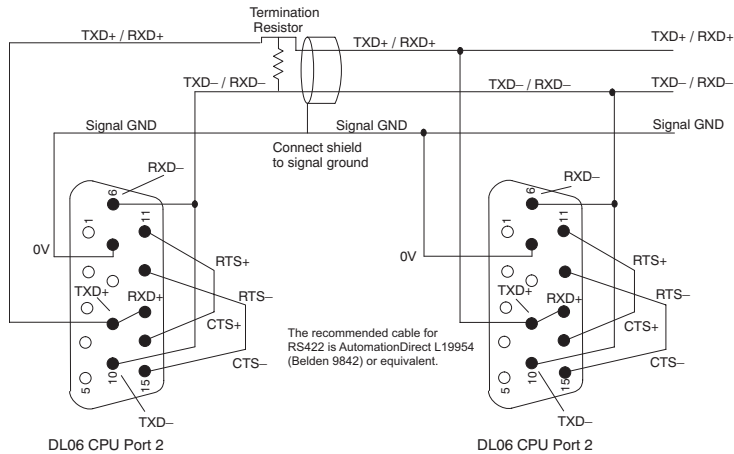 Termination
Resistor
TXD+ / RXD+
TXD+ / RXD+
TXD+ / RXD+
TXD– / RXD–
TXD– / RXD–
TXD– / RXD–
Signal GND
Signal GND
Signal GND
Connect shield
to signal ground
RXD–
6
1
11
0V
RTS+
TXD+
RXD+
RTS–
CTS+
CTS–
5
10
15
TXD–
DL06 CPU Port 2
The recommended cable for
RS422 is AutomationDirect L19954
(Belden 9842) or equivalent.
RXD–
6
1
11
0V
RTS+
TXD+
RXD+
RTS–
CTS+
CTS–
5
10
15
TXD–
DL06 CPU Port 2